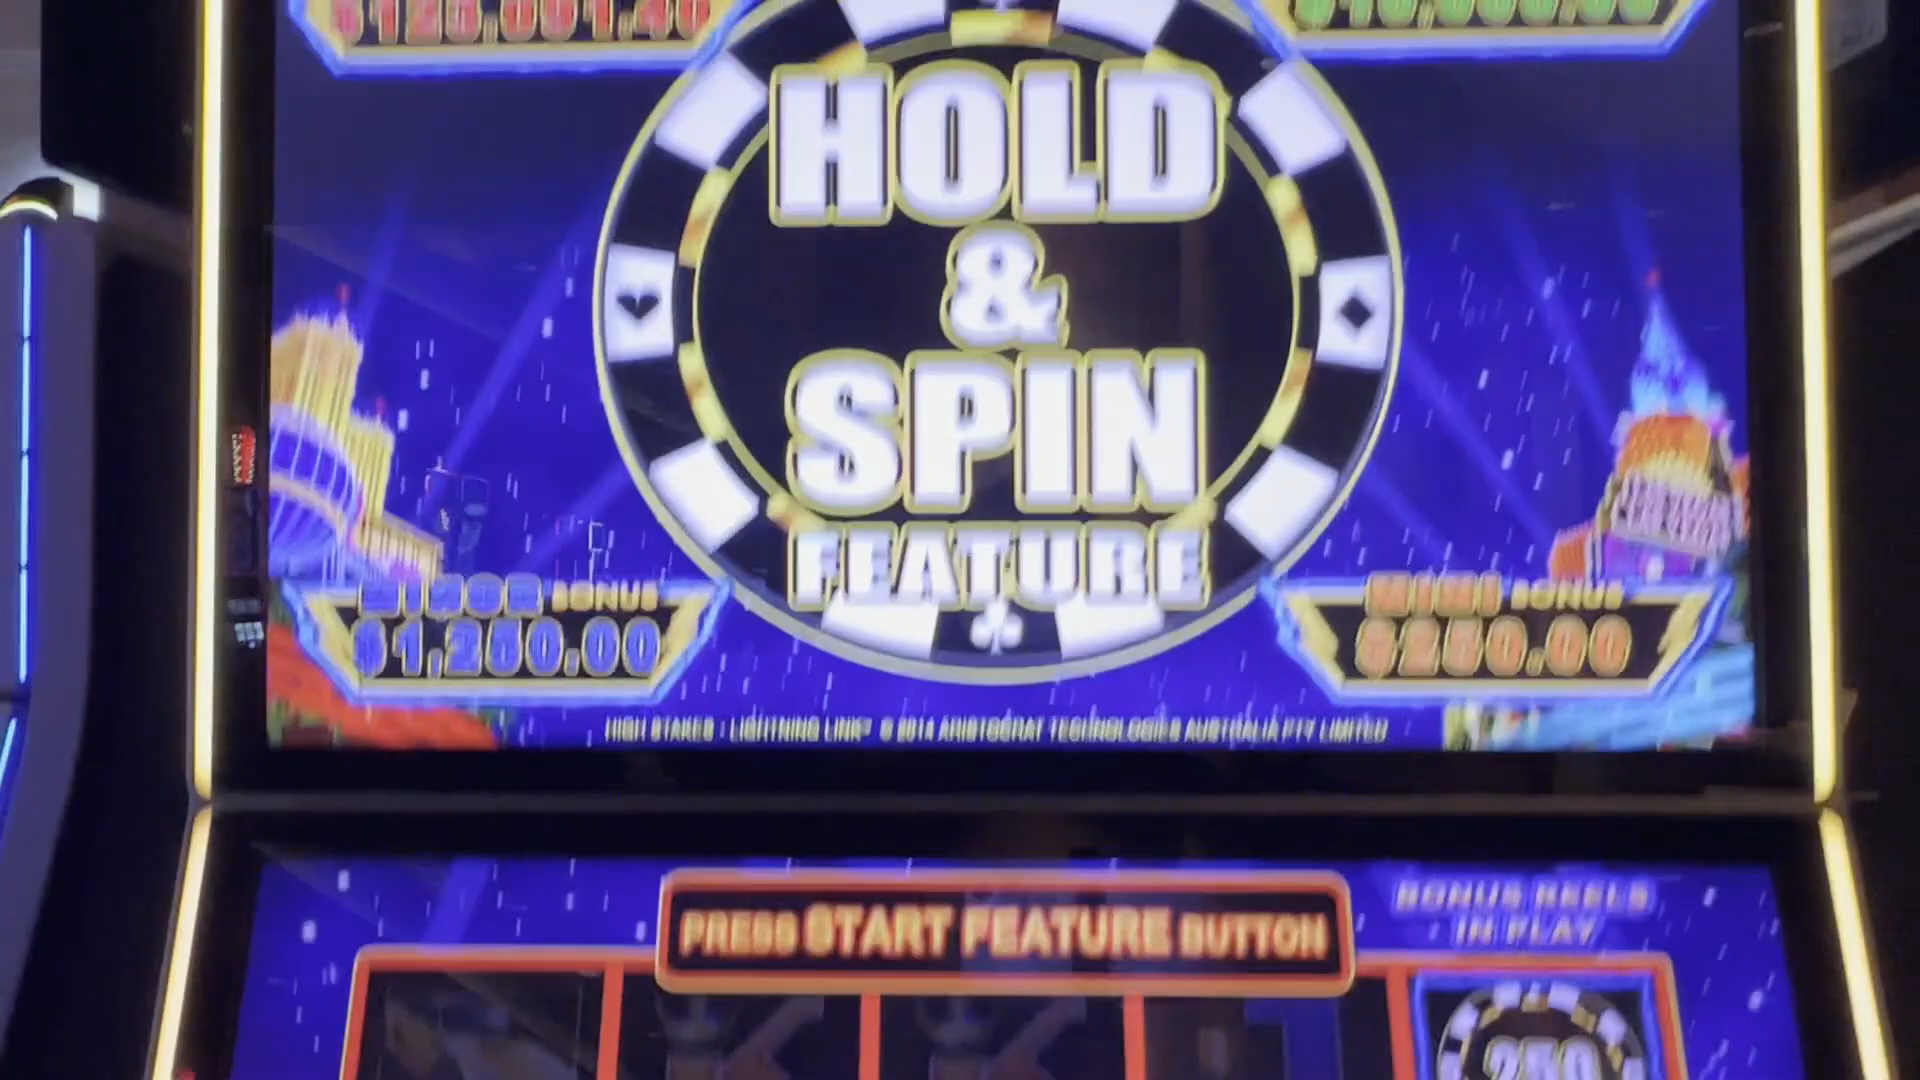 HOLD
&
SPIN
FEATURE
MINOR BONUS
$1,250.00
MINI BONUS
$250.00
HIGH STAKES - LIGHTNING LINK © 2014 ARISTOCRAT TECHNOLOGIES AUSTRALIA PTY LIMITED
PRESS START FEATURE BUTTON
BONUS REELS
IN PLAY
250